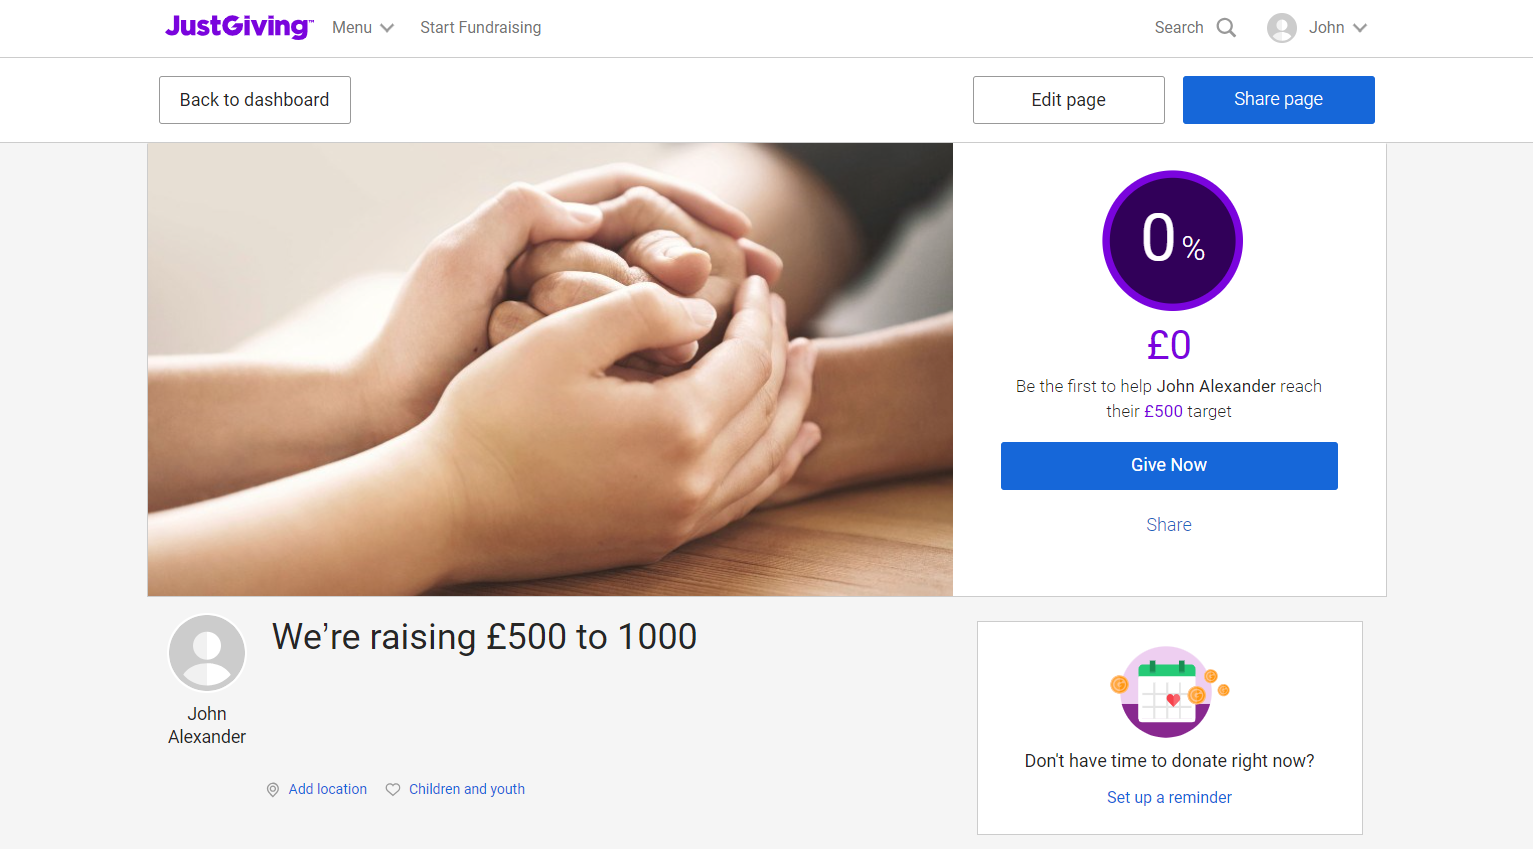 JustGiving™ Menu Start Fundraising Search John
Back to dashboard Edit page Share page
0 %
£0
Be the first to help John Alexander reach
their £500 target
Give Now
Share
We’re raising £500 to 1000
John
Alexander
Add location Children and youth
Don't have time to donate right now?
Set up a reminder